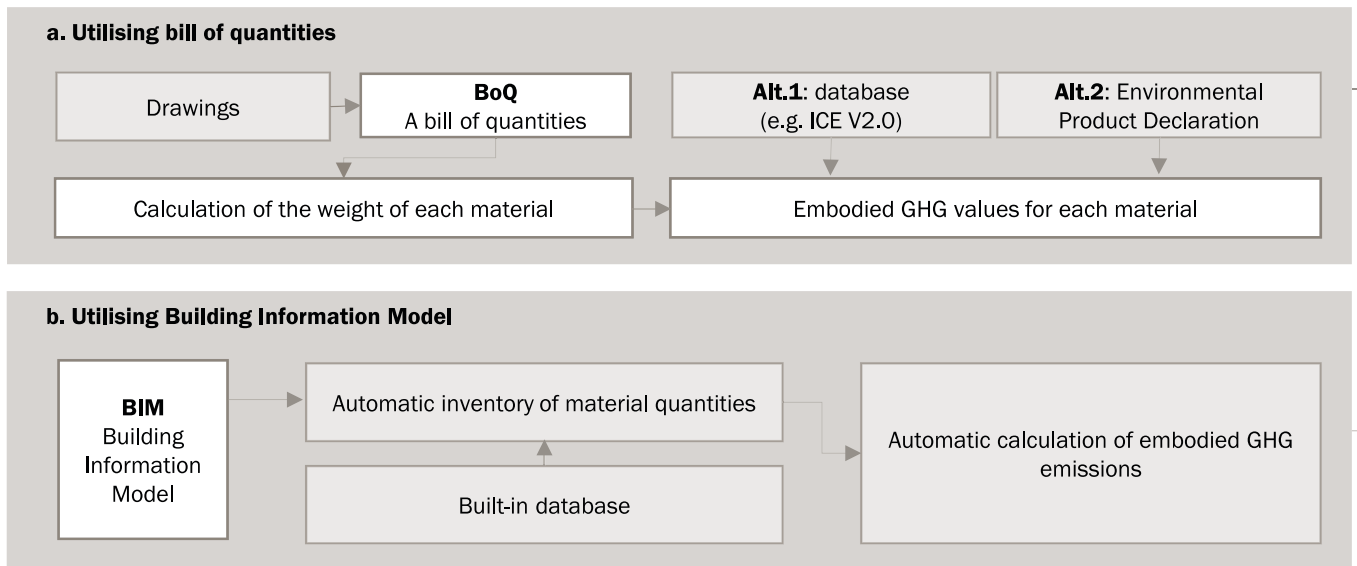 a. Utilising bill of quantities
Drawings
BoQ
A bill of quantities
Alt.1: database
(e.g. ICE V2.0)
Alt.2: Environmental
Product Declaration
Calculation of the weight of each material
Embodied GHG values for each material
b. Utilising Building Information Model
BIM
Building
Information
Model
Automatic inventory of material quantities
Built-in database
Automatic calculation of embodied GHG
emissions